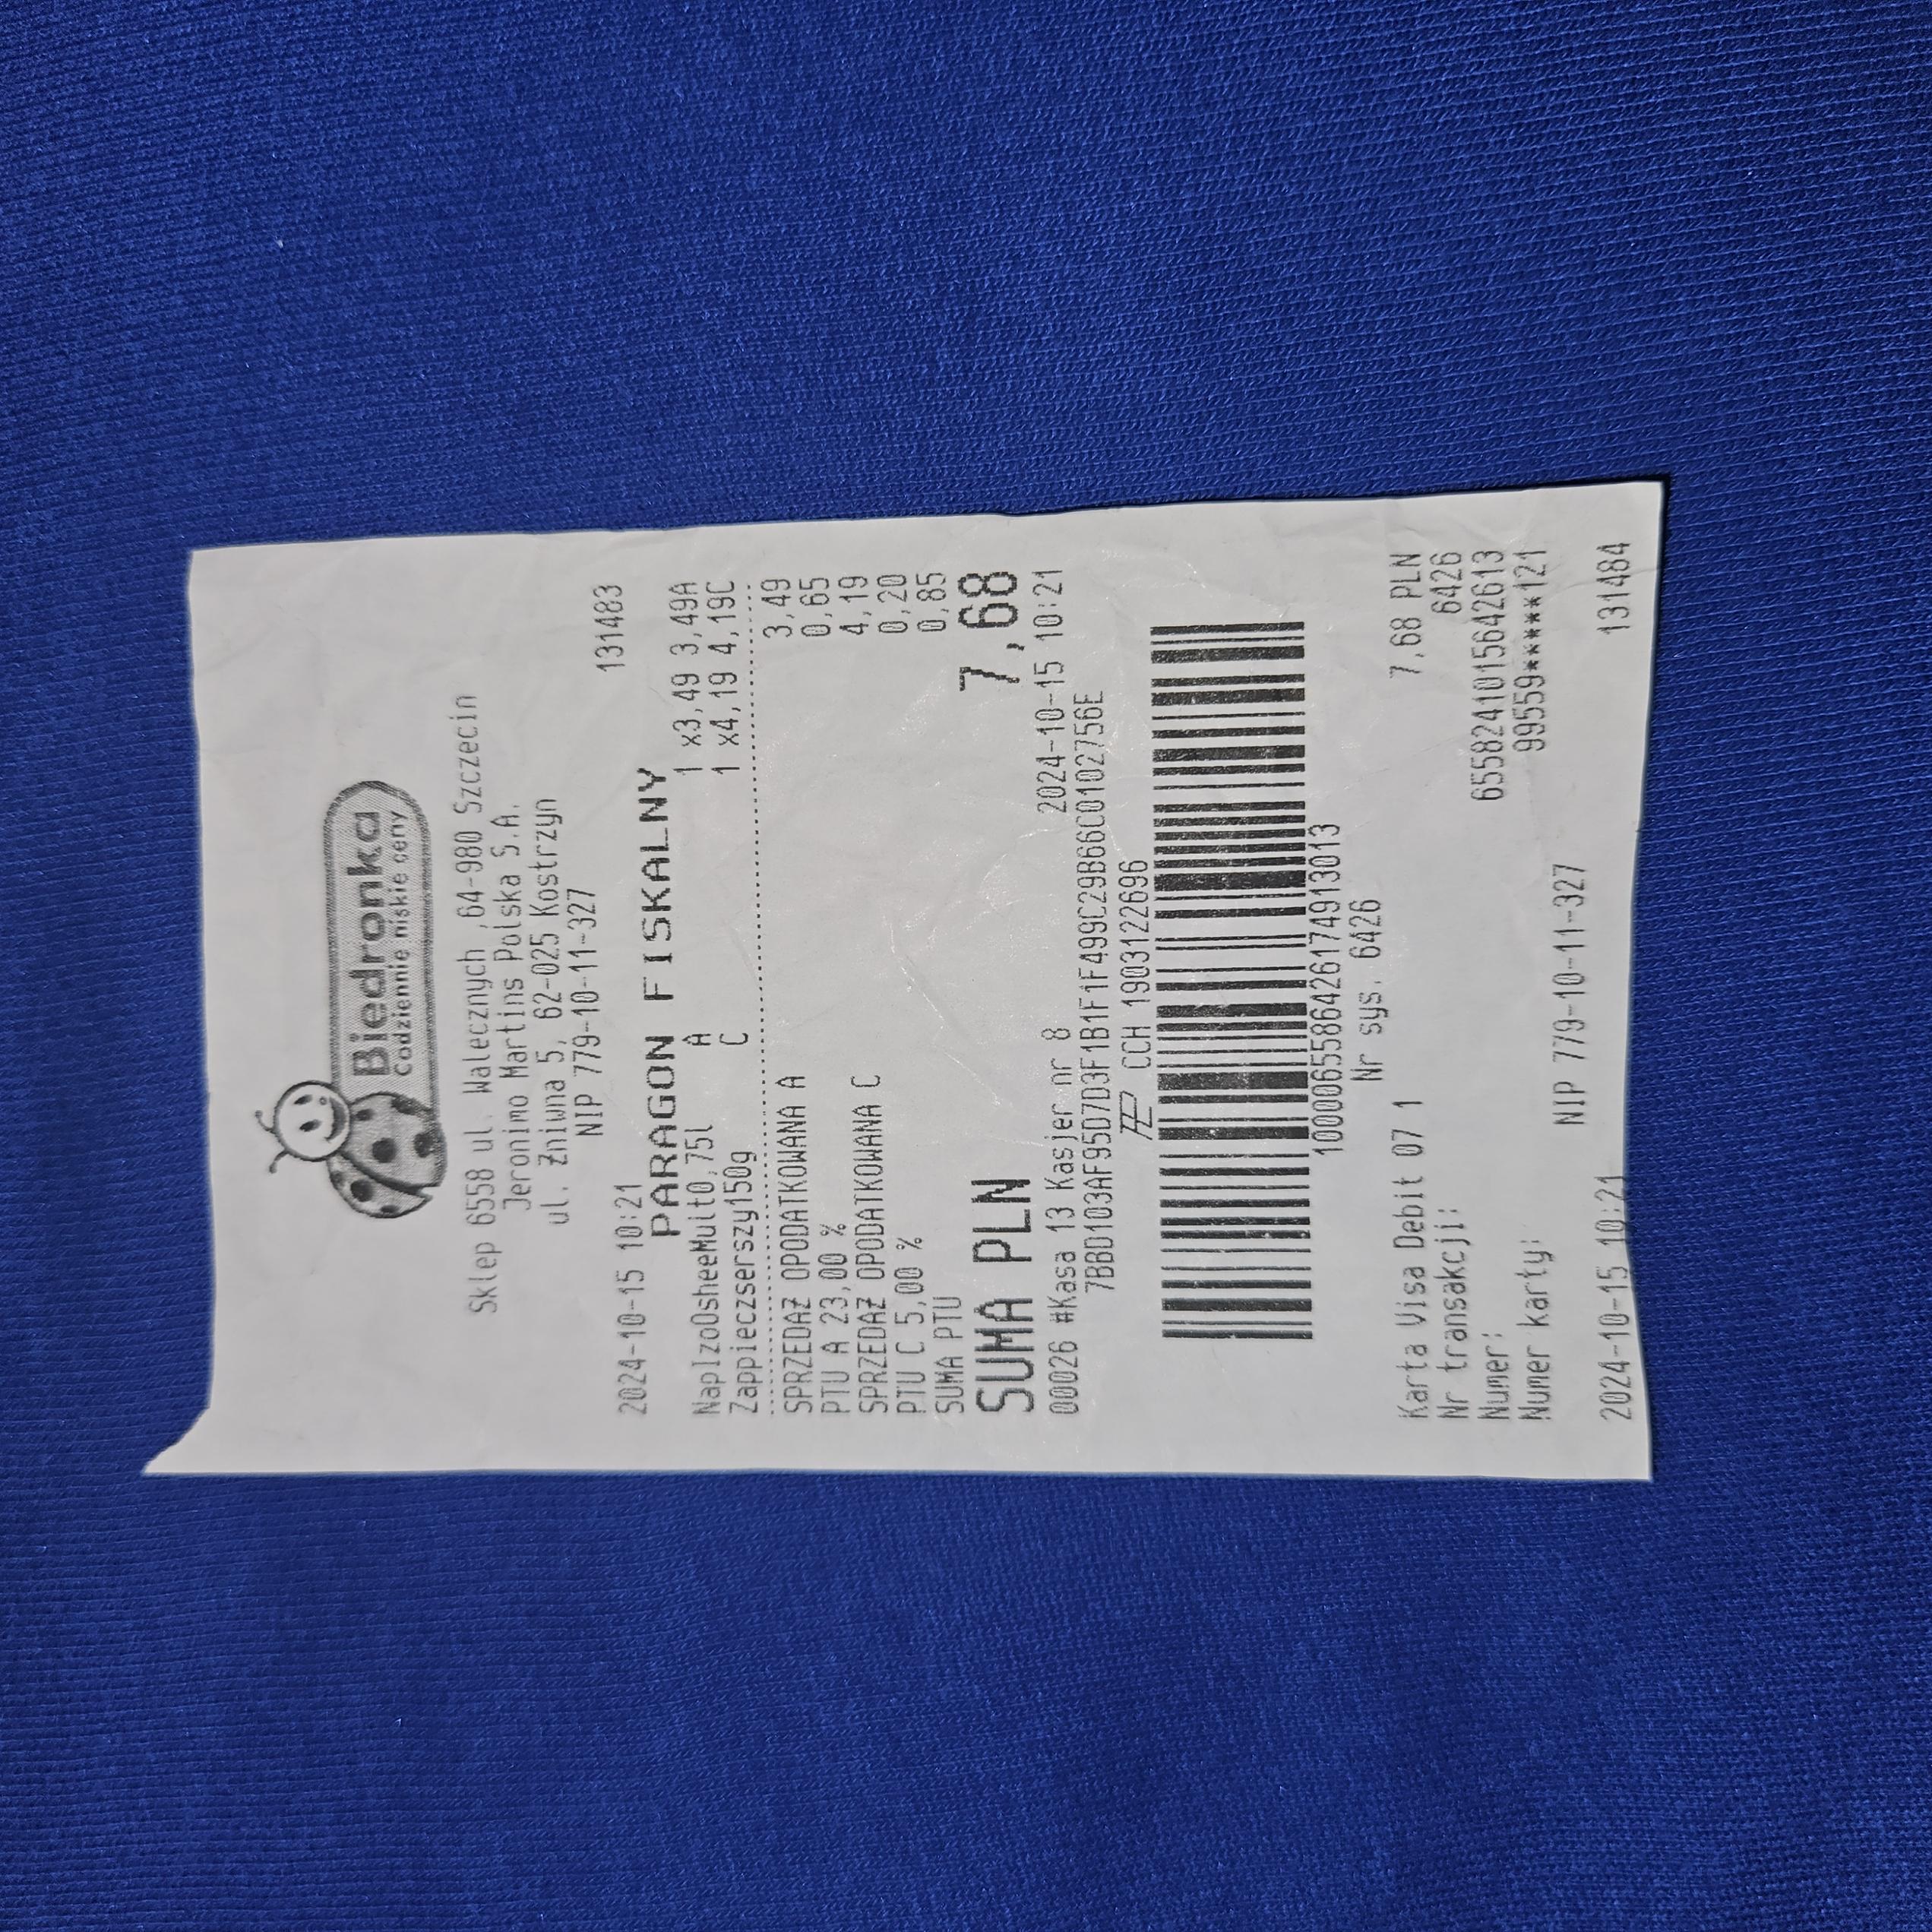 Biedronka
Codziennie niskie ceny
Sklep 6558 ul. Walecznych ,64-980 Szczecin
Jeronimo Martins Polska S.A.
ul. Żniwna 5, 62-025 Kostrzyn
NIP 779-10-11-327
2024-10-15 10:21 131483
PARAGON FISKALNY
NapIzoOsheeMult0,75l A 1 x3,49 3,49A
Zappieczserszy150g C 1 x4,19 4,19C
SPRZEDAŻ OPODATKOWANA A 3,49
PTU A 23,00 % 0,65
SPRZEDAŻ OPODATKOWANA C 4,19
PTU C 5,00 % 0,20
SUMA PTU 0,85
SUMA PLN 7,68
00026 #Kasa 13 Kasjer nr 8 2024-10-15 10:21
7BBD103AF95D7D3F1B1F1F499C29B66C0102756E
CCH 1903122696
1000065586426174913013
Nr sys. 6426
Karta Visa Debit 07 1 7,68 PLN
Nr transakcji: 6426
Numer: 6558241015642613
Numer karty: 99559*****121
NIP 779-10-11-327
2024-10-15 10:21 131484